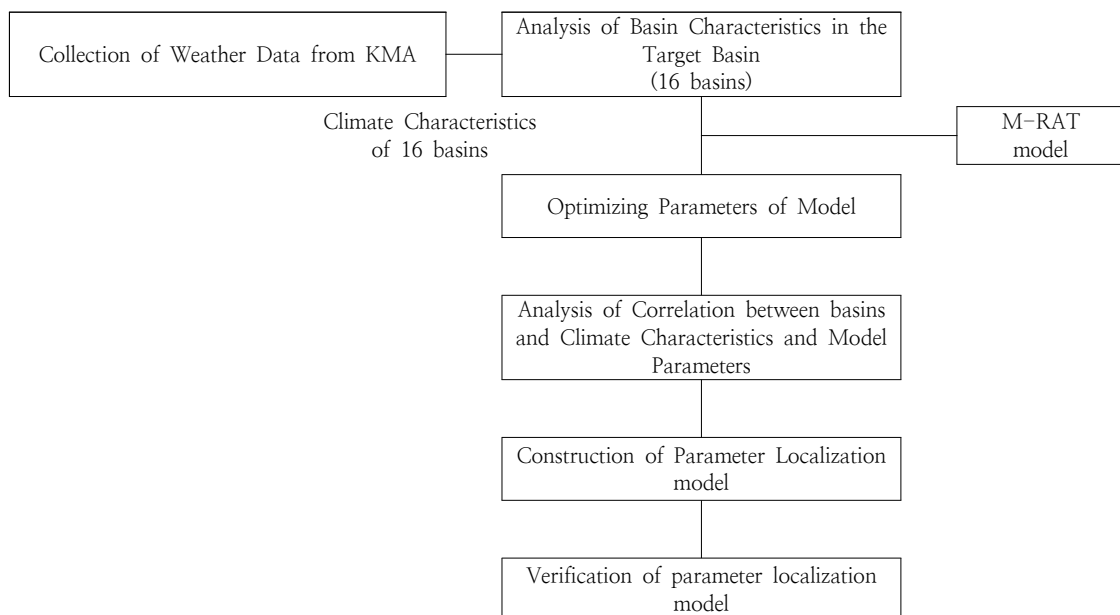 Collection of Weather Data from KMA
Analysis of Basin Characteristics in the
Target Basin
(16 basins)
Climate Characteristics
of 16 basins
M-RAT
model
Optimizing Parameters of Model
Analysis of Correlation between basins
and Climate Characteristics and Model
Parameters
Construction of Parameter Localization
model
Verification of parameter localization
model